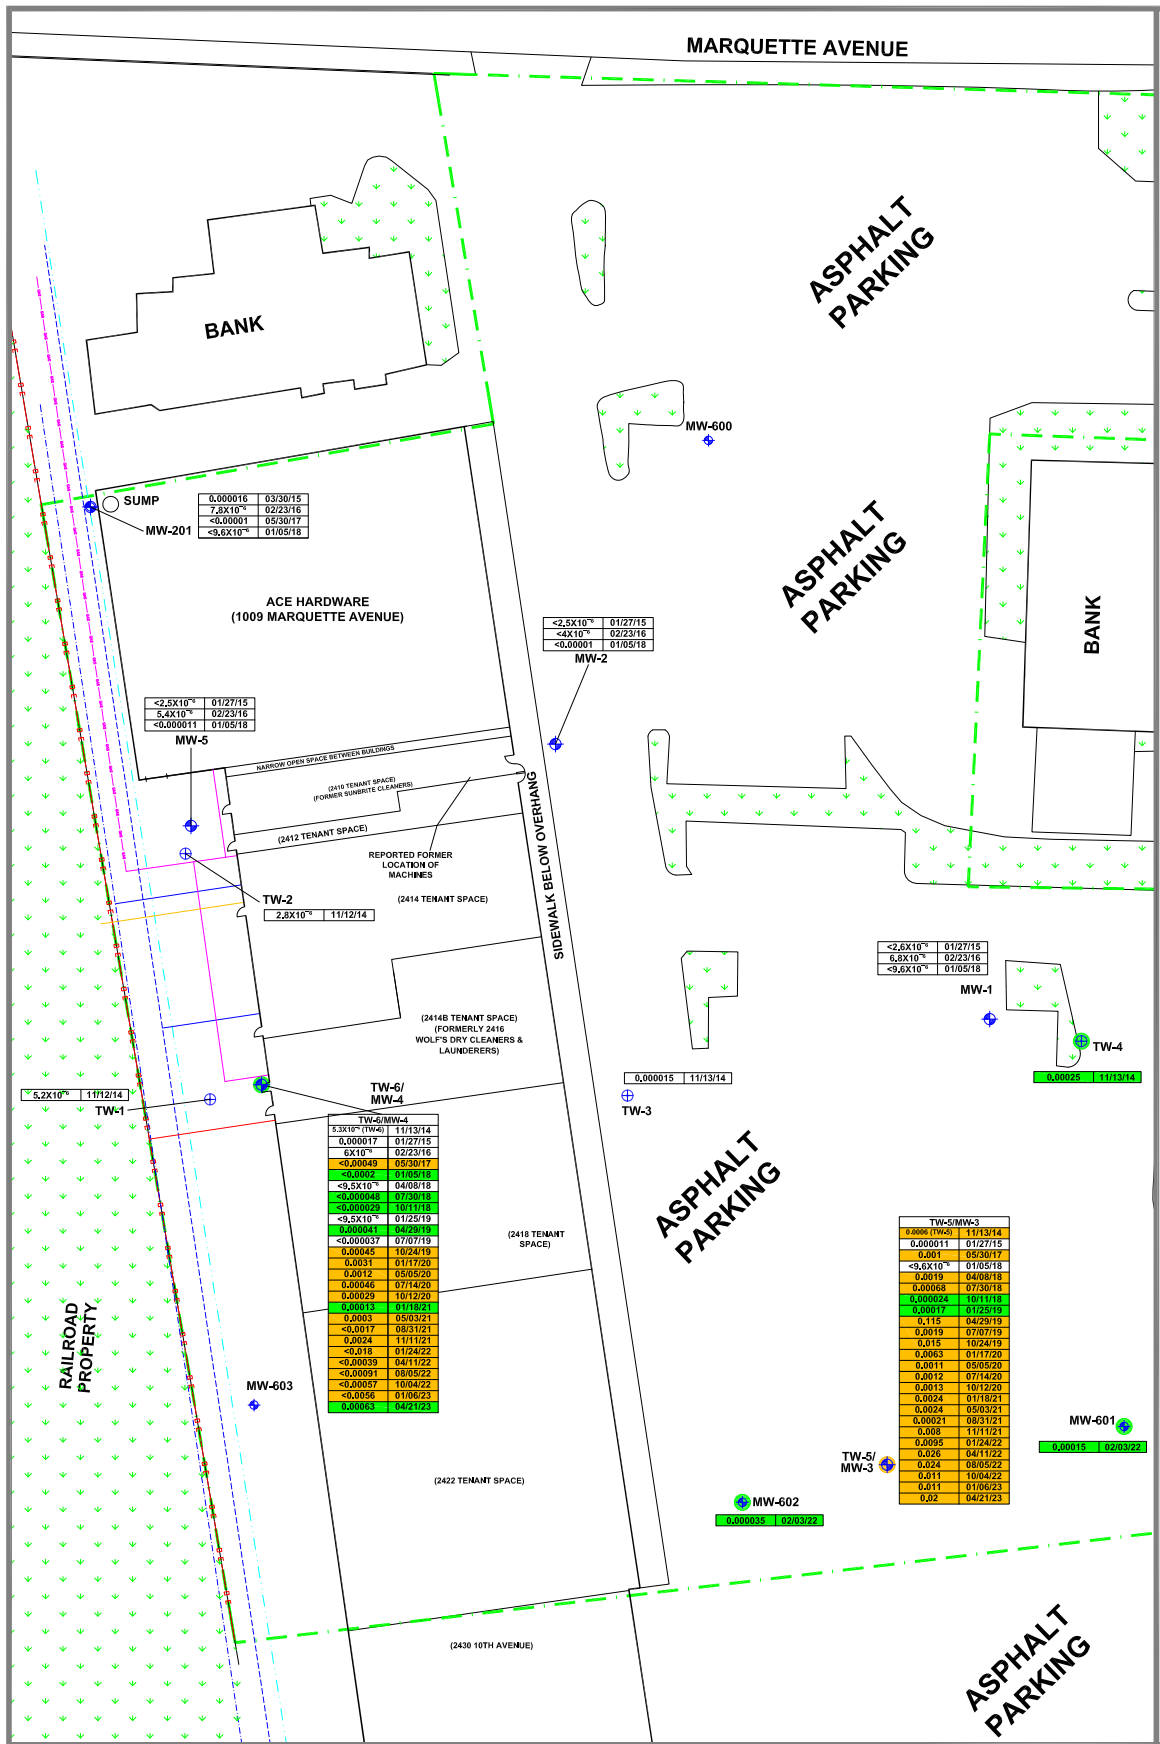 MARQUETTE AVENUE
ASPHALT
PARKING
BANK
MW-600
SUMP
MW-201
0.000016 03/30/15
7.8X10⁻⁶ 02/23/16
<0.00001 05/30/17
<9.6X10⁻⁶ 01/05/18
ASPHALT
PARKING
BANK
ACE HARDWARE
(1009 MARQUETTE AVENUE)
<2.5X10⁻⁶ 01/27/15
<4X10⁻⁶ 02/23/16
<0.00001 01/05/18
MW-2
<2.5X10⁻⁶ 01/27/15
5.4X10⁻⁶ 02/23/16
<0.000011 01/05/18
MW-5
NARROW OPEN SPACE BETWEEN BUILDINGS
(2410 TENANT SPACE)
(FORMER SUNBRITE CLEANERS)
(2412 TENANT SPACE)
REPORTED FORMER
LOCATION OF
MACHINES
SIDEWALK BELOW OVERHANG
TW-2
2.8X10⁻⁶ 11/12/14
(2414 TENANT SPACE)
<2.6X10⁻⁶ 01/27/15
6.8X10⁻⁶ 02/23/16
<9.6X10⁻⁶ 01/05/18
MW-1
(2414B TENANT SPACE)
(FORMERLY 2416
WOLF'S DRY CLEANERS &
LAUNDERERS)
TW-4
0.00025 11/13/14
0.000015 11/13/14
TW-3
5.2X10⁻⁶ 11/12/14
TW-1
TW-6/
MW-4
TW-6/MW-4
5.3X10⁻⁶ (TW-6) 11/13/14
0.000017 01/27/15
6X10⁻⁶ 02/23/16
<0.00049 05/30/17
<0.0002 01/05/18
<9.5X10⁻⁶ 04/08/18
<0.000048 07/30/18
<0.000029 10/11/18
<9.5X10⁻⁶ 01/25/19
0.000041 04/29/19
<0.000037 07/07/19
0.00045 10/24/19
0.0031 01/17/20
0.0012 05/05/20
0.00046 07/14/20
0.00029 10/12/20
0.00013 01/18/21
0.0003 05/03/21
<0.0017 08/31/21
0.0024 11/11/21
<0.018 01/24/22
<0.00039 04/11/22
<0.00091 08/05/22
<0.00057 10/04/22
<0.0056 01/06/23
0.00063 04/21/23
ASPHALT
PARKING
(2418 TENANT
SPACE)
TW-5/MW-3
0.0006 (TW-5) 11/13/14
0.000011 01/27/15
0.001 05/30/17
<9.6X10⁻⁶ 01/05/18
0.0019 04/08/18
0.00068 07/30/18
0.000024 10/11/18
0.00017 01/25/19
0.115 04/29/19
0.0019 07/07/19
0.015 10/24/19
0.0063 01/17/20
0.0011 05/05/20
0.0012 07/14/20
0.0013 10/12/20
0.0024 01/18/21
0.0024 05/03/21
0.00021 08/31/21
0.008 11/11/21
0.0095 01/24/22
0.026 04/11/22
0.024 08/05/22
0.011 10/04/22
0.011 01/06/23
0.02 04/21/23
TW-5/
MW-3
RAILROAD
PROPERTY
MW-603
MW-601
0.00015 02/03/22
(2422 TENANT SPACE)
MW-602
0.000035 02/03/22
(2430 10TH AVENUE)
ASPHALT
PARKING